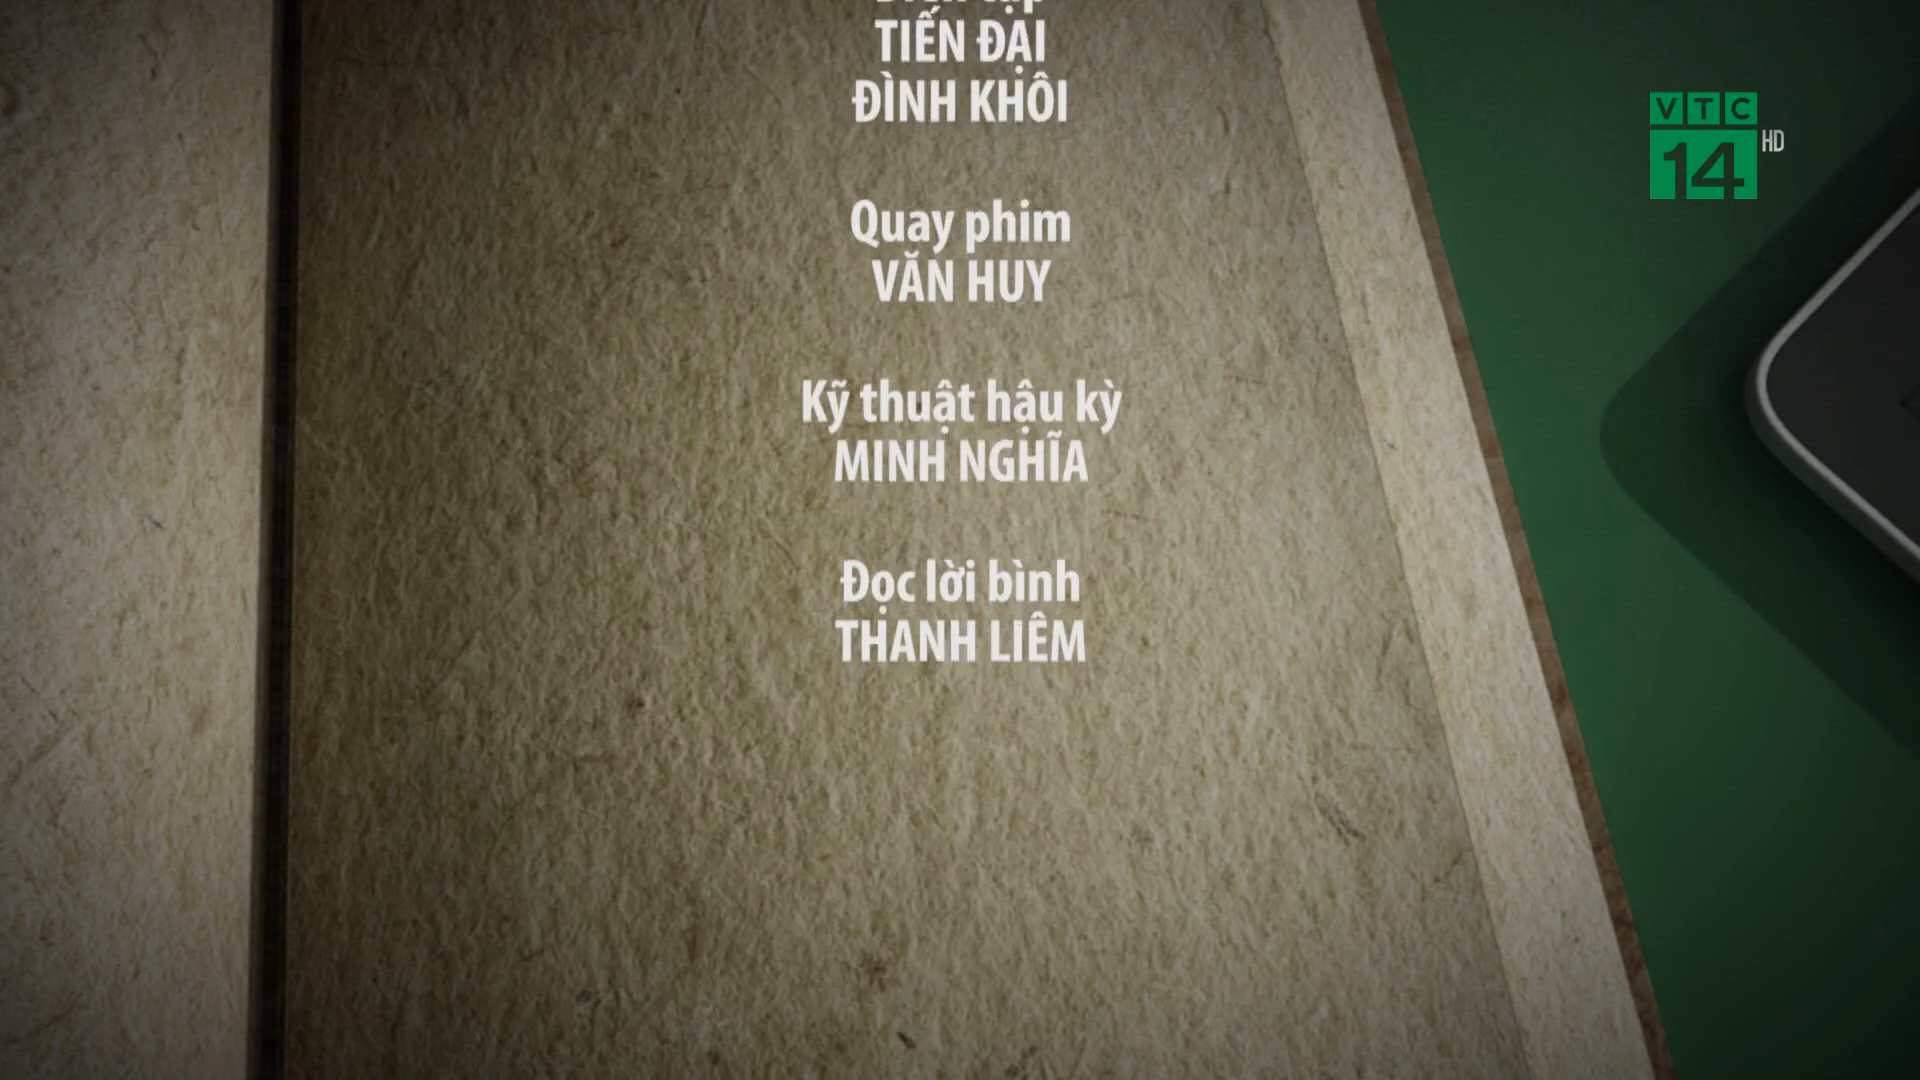 TIẾN ĐẠI
ĐÌNH KHÔI
Quay phim
VĂN HUY
Kỹ thuật hậu kỳ
MINH NGHĨA
Đọc lời bình
THANH LIÊM
VTC
14 HD